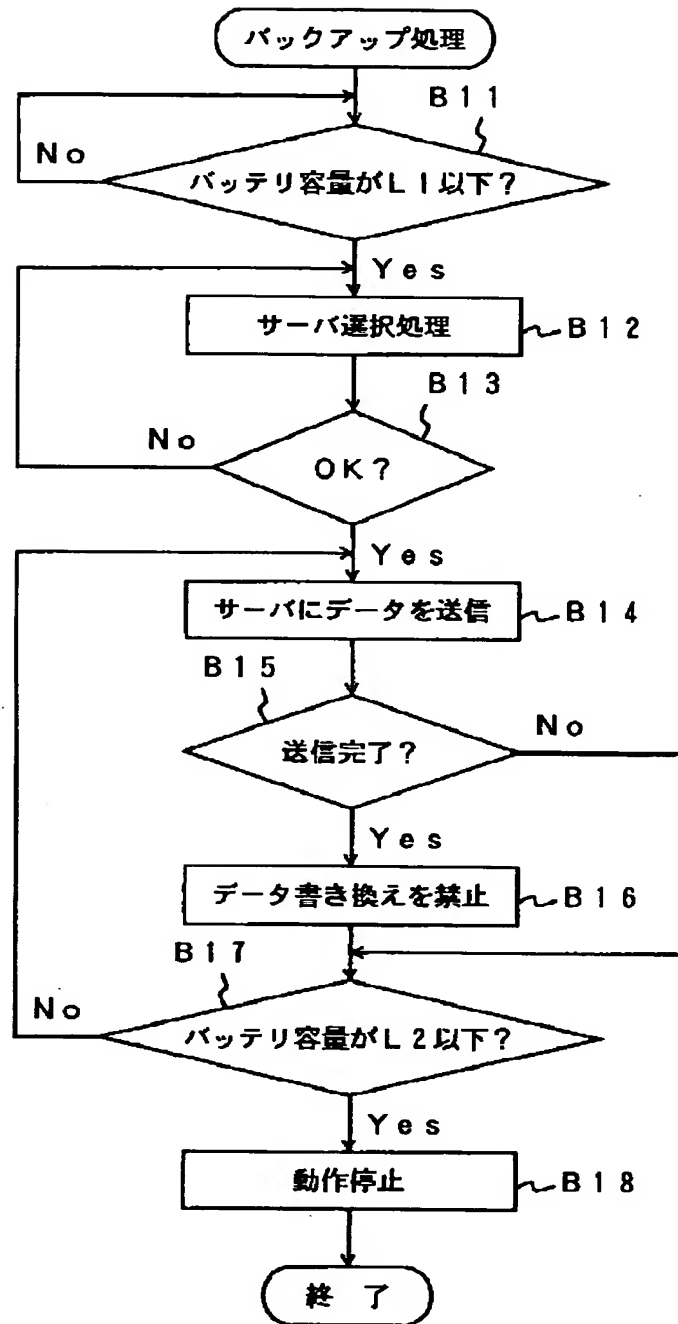 バックアップ処理
B11
No
バッテリ容量がL1以下?
Yes
サーバ選択処理
B12
B13
No
OK?
Yes
サーバにデータを送信
B14
B15
No
送信完了?
Yes
データ書き換えを禁止
B16
B17
No
バッテリ容量がL2以下?
Yes
動作停止
B18
終 了